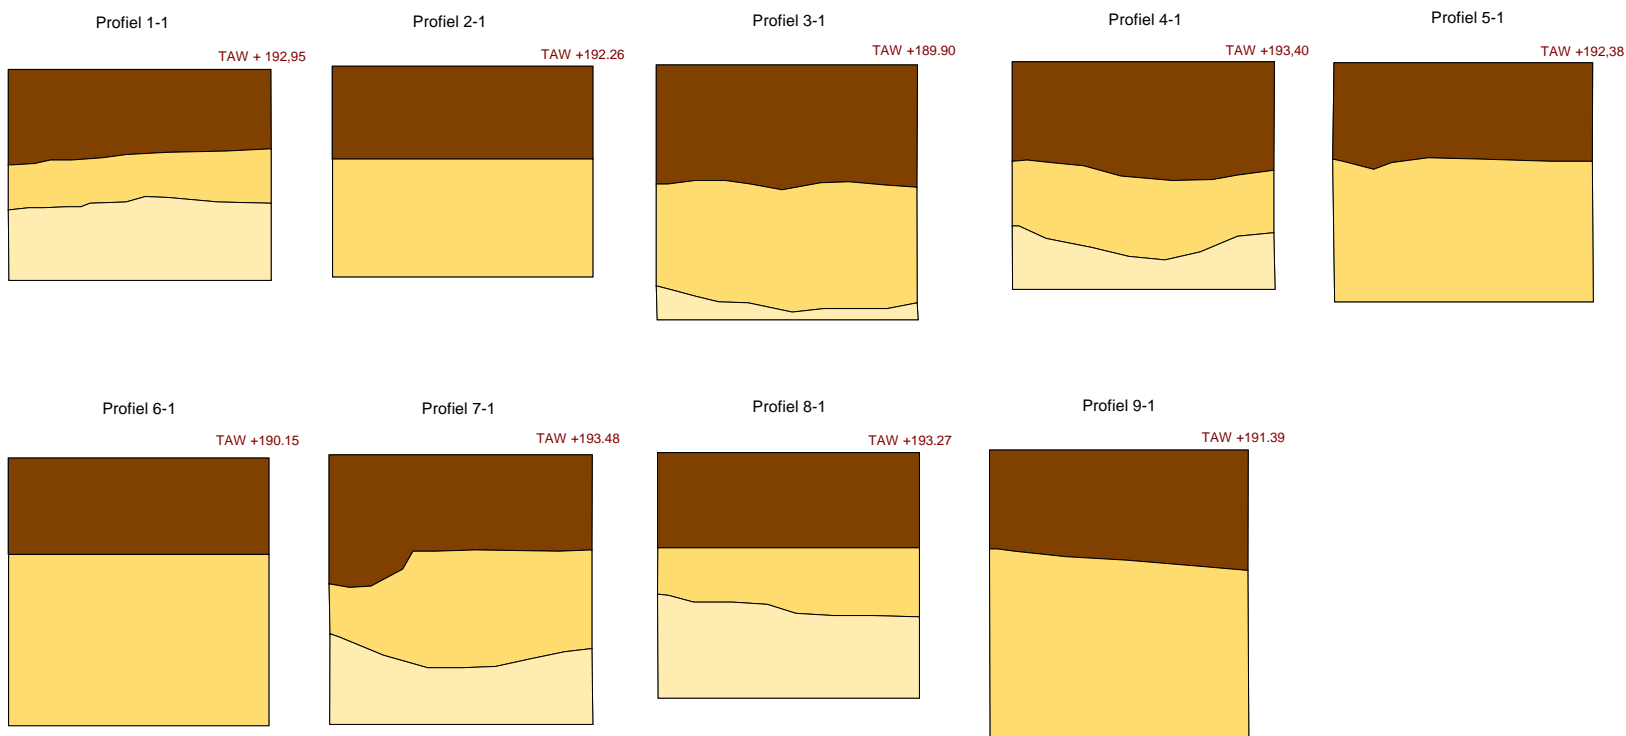 Profiel 1-1
TAW + 192,95
Profiel 2-1
TAW +192.26
Profiel 3-1
TAW +189.90
Profiel 4-1
TAW +193,40
Profiel 5-1
TAW +192,38
Profiel 6-1
TAW +190.15
Profiel 7-1
TAW +193.48
Profiel 8-1
TAW +193.27
Profiel 9-1
TAW +191.39